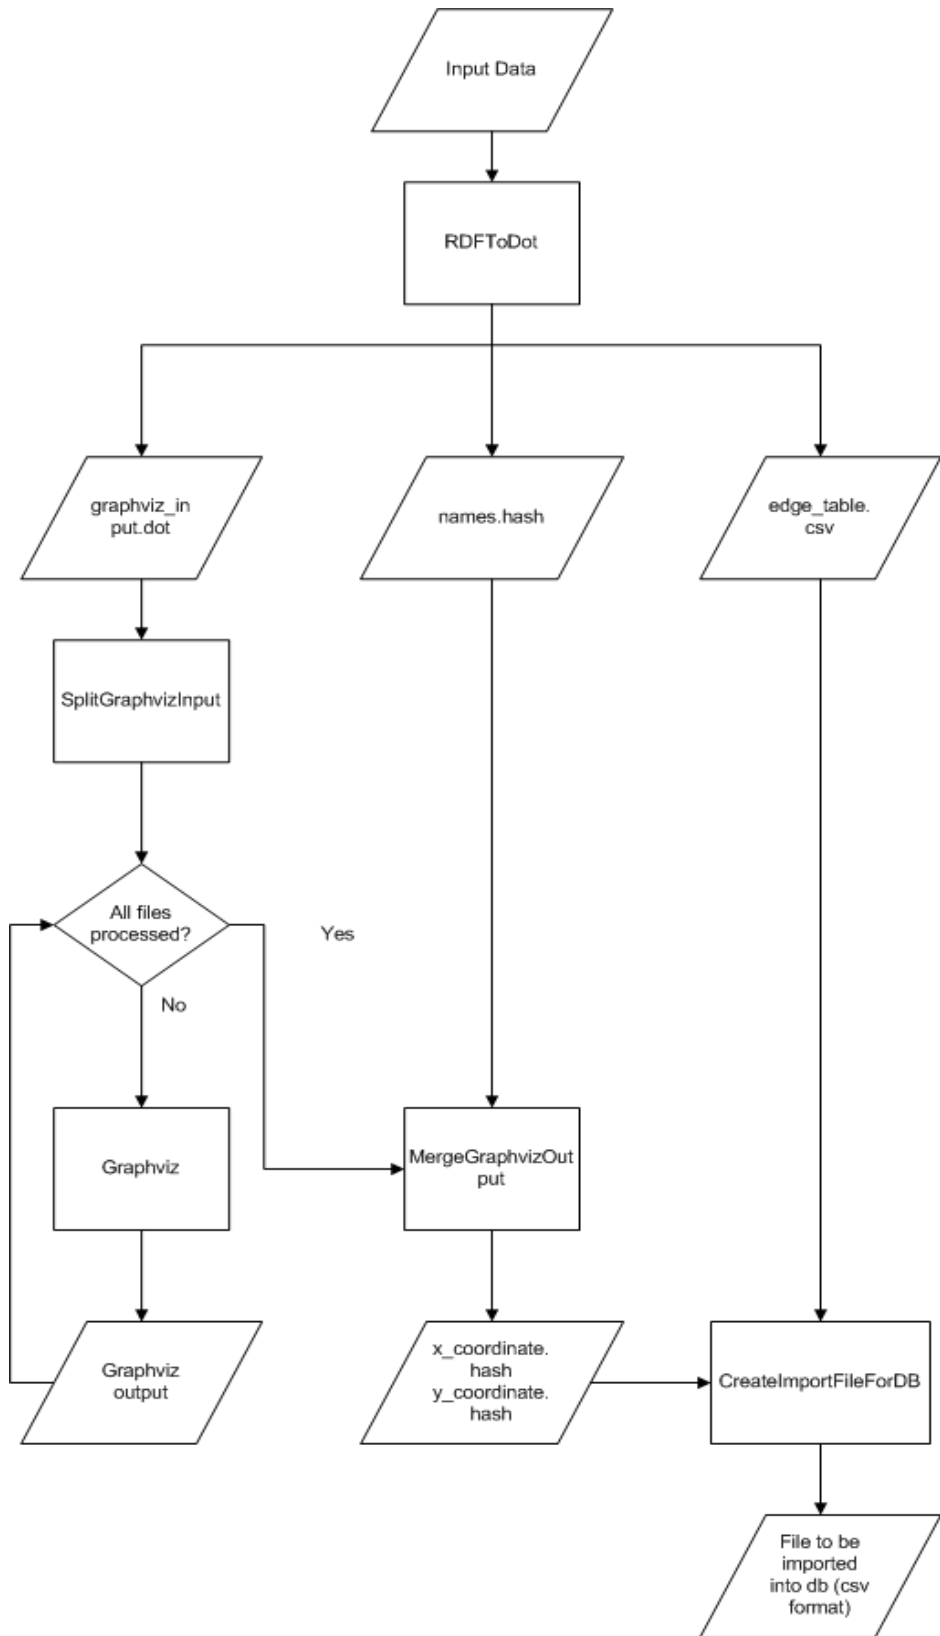 Input Data
RDFToDot
graphviz_in
put.dot
names.hash
edge_table.
csv
SplitGraphvizInput
All files
processed?
Yes
No
Graphviz
MergeGraphvizOut
put
Graphviz
output
x_coordinate.
hash
y_coordinate.
hash
CreateImportFileForDB
File to be
imported
into db (csv
format)